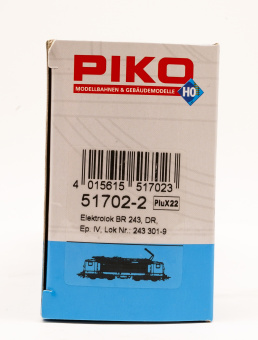 PIKO
MODELLBAHNEN & GEBÄUDEMODELLE
H0
4 015615 517023
51702-2 PluX22
Elektrolok BR 243, DR,
Ep. IV, Lok Nr.: 243 301-9